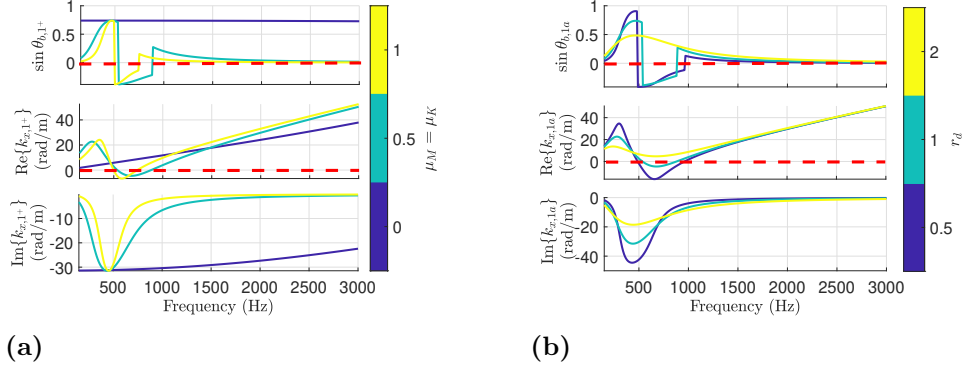 1
0.5
0
sin θ_{b,1^+}
40
20
0
Re{k_{x,1^+}}
(rad/m)
-10
-20
-30
Im{k_{x,1^+}}
(rad/m)
500 1000 1500 2000 2500 3000
Frequency (Hz)
1
0.5
0
μ_M = μ_K
(a)
1
0.5
0
sin θ_{b,1a}
40
20
0
Re{k_{x,1a}}
(rad/m)
0
-20
-40
Im{k_{x,1a}}
(rad/m)
500 1000 1500 2000 2500 3000
Frequency (Hz)
2
1
0.5
r_d
(b)